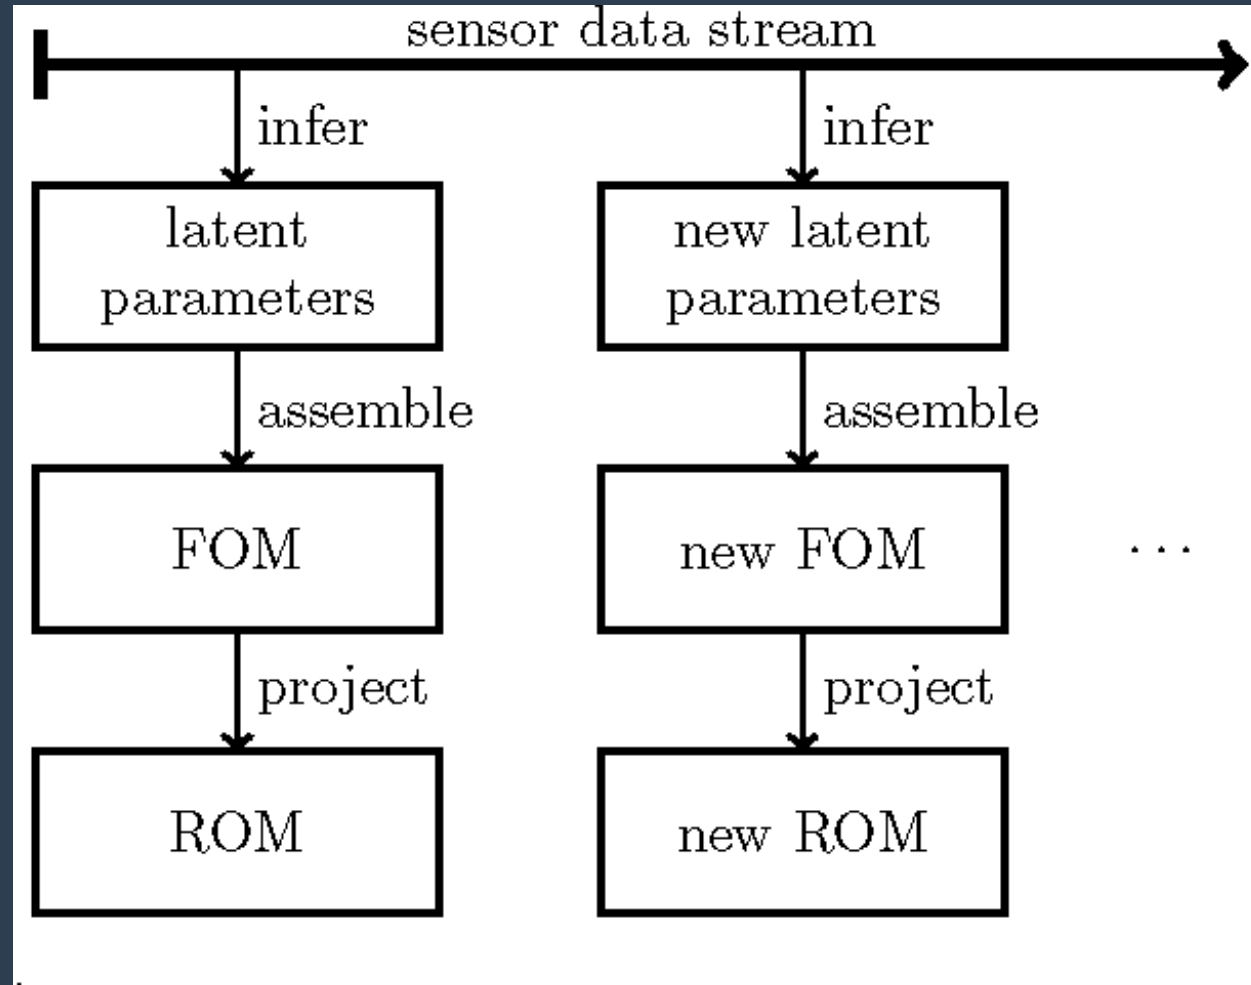 sensor data stream
infer
infer
latent
parameters
new latent
parameters
assemble
assemble
FOM
new FOM
...
project
project
ROM
new ROM